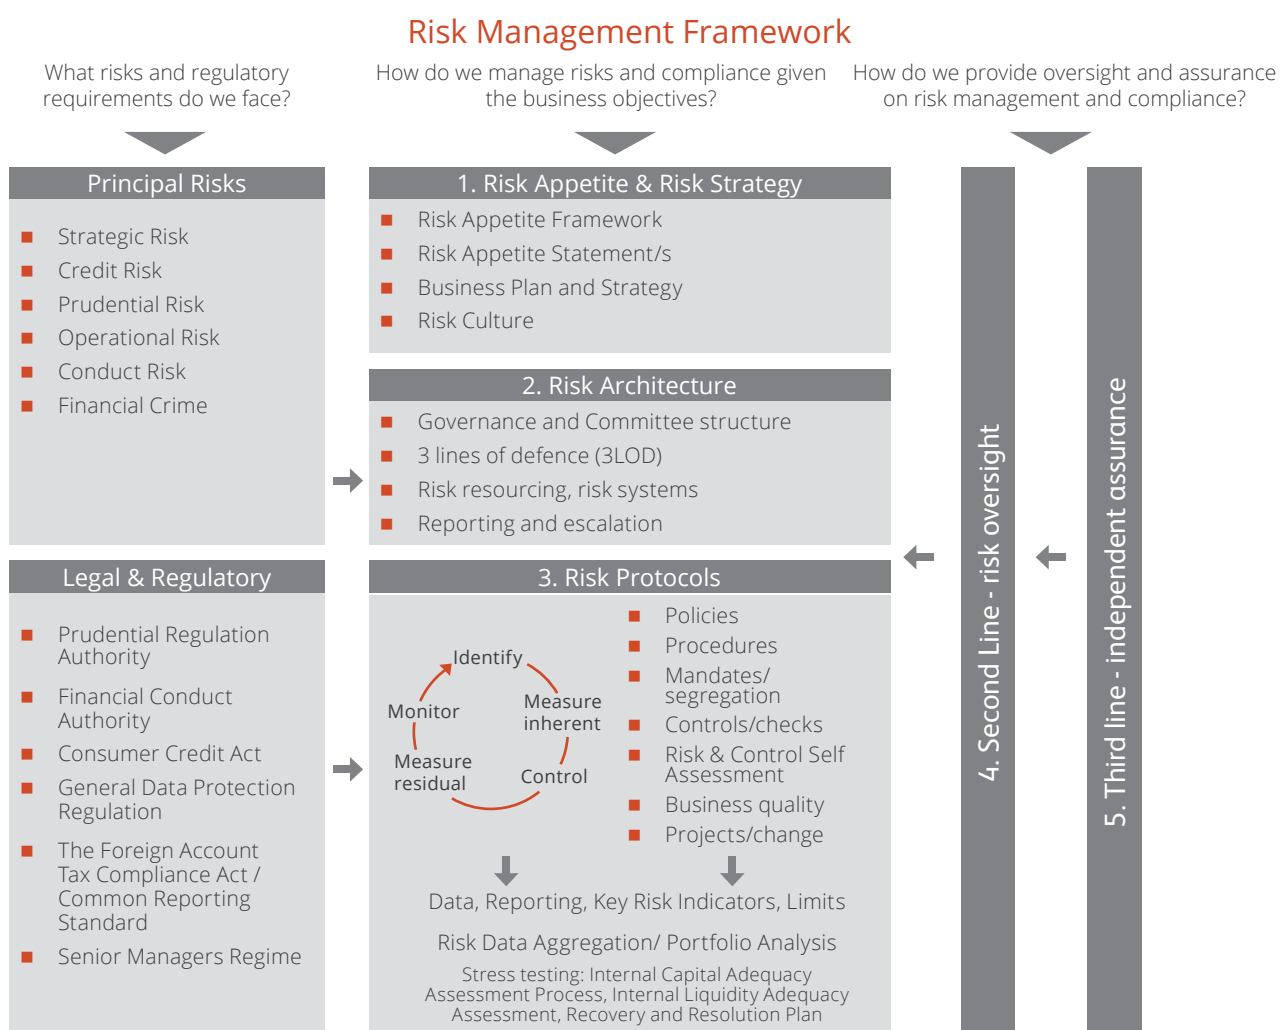 Risk Management Framework
What risks and regulatory
requirements do we face?
How do we manage risks and compliance given
the business objectives?
How do we provide oversight and assurance
on risk management and compliance?
Principal Risks
Strategic Risk
Credit Risk
Prudential Risk
Operational Risk
Conduct Risk
Financial Crime
Legal & Regulatory
Prudential Regulation
Authority
Financial Conduct
Authority
Consumer Credit Act
General Data Protection
Regulation
The Foreign Account
Tax Compliance Act /
Common Reporting
Standard
Senior Managers Regime
1. Risk Appetite & Risk Strategy
Risk Appetite Framework
Risk Appetite Statement/s
Business Plan and Strategy
Risk Culture
2. Risk Architecture
Governance and Committee structure
3 lines of defence (3LOD)
Risk resourcing, risk systems
Reporting and escalation
3. Risk Protocols
Identify
Measure
inherent
Control
Measure
residual
Monitor
Policies
Procedures
Mandates/
segregation
Controls/checks
Risk & Control Self
Assessment
Business quality
Projects/change
Data, Reporting, Key Risk Indicators, Limits
Risk Data Aggregation/ Portfolio Analysis
Stress testing: Internal Capital Adequacy
Assessment Process, Internal Liquidity Adequacy
Assessment, Recovery and Resolution Plan
4. Second Line - risk oversight
5. Third line - independent assurance